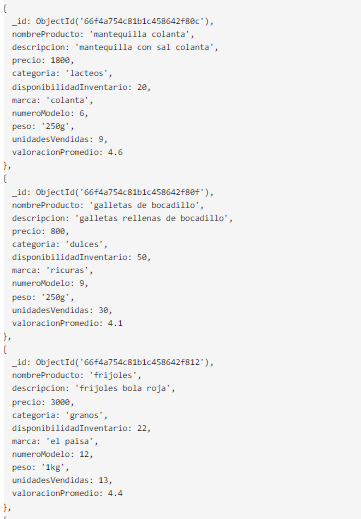 {
_id: ObjectId('66f4a754c81b1c458642f80c'),
nombreProducto: 'mantequilla colanta',
descripcion: 'mantequilla con sal colanta',
precio: 1800,
categoria: 'lacteos',
disponibilidadInventario: 20,
marca: 'colanta',
numeroModelo: 6,
peso: '250g',
unidadesVendidas: 9,
valoracionPromedio: 4.6
},
{
_id: ObjectId('66f4a754c81b1c458642f80f'),
nombreProducto: 'galletas de bocadillo',
descripcion: 'galletas rellenas de bocadillo',
precio: 800,
categoria: 'dulces',
disponibilidadInventario: 50,
marca: 'ricuras',
numeroModelo: 9,
peso: '250g',
unidadesVendidas: 30,
valoracionPromedio: 4.1
},
{
_id: ObjectId('66f4a754c81b1c458642f812'),
nombreProducto: 'frijoles',
descripcion: 'frijoles bola roja',
precio: 3000,
categoria: 'granos',
disponibilidadInventario: 22,
marca: 'el paisa',
numeroModelo: 12,
peso: '1kg',
unidadesVendidas: 13,
valoracionPromedio: 4.4
},